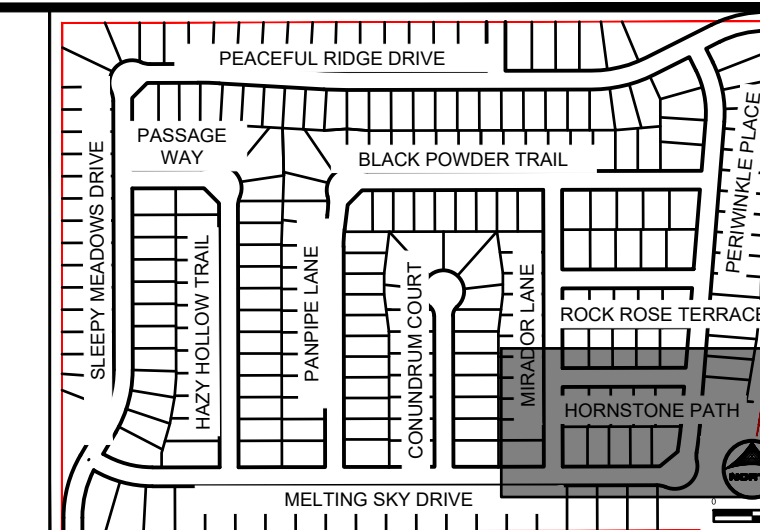 PEACEFUL RIDGE DRIVE
PASSAGE
WAY
BLACK POWDER TRAIL
SLEEPY MEADOWS DRIVE
PERIWINKLE PLACE
HAZY HOLLOW TRAIL
PANPIPE LANE
CONUNDRUM COURT
MIRADOR LANE
ROCK ROSE TERRACE
HORNSTONE PATH
MELTING SKY DRIVE
0